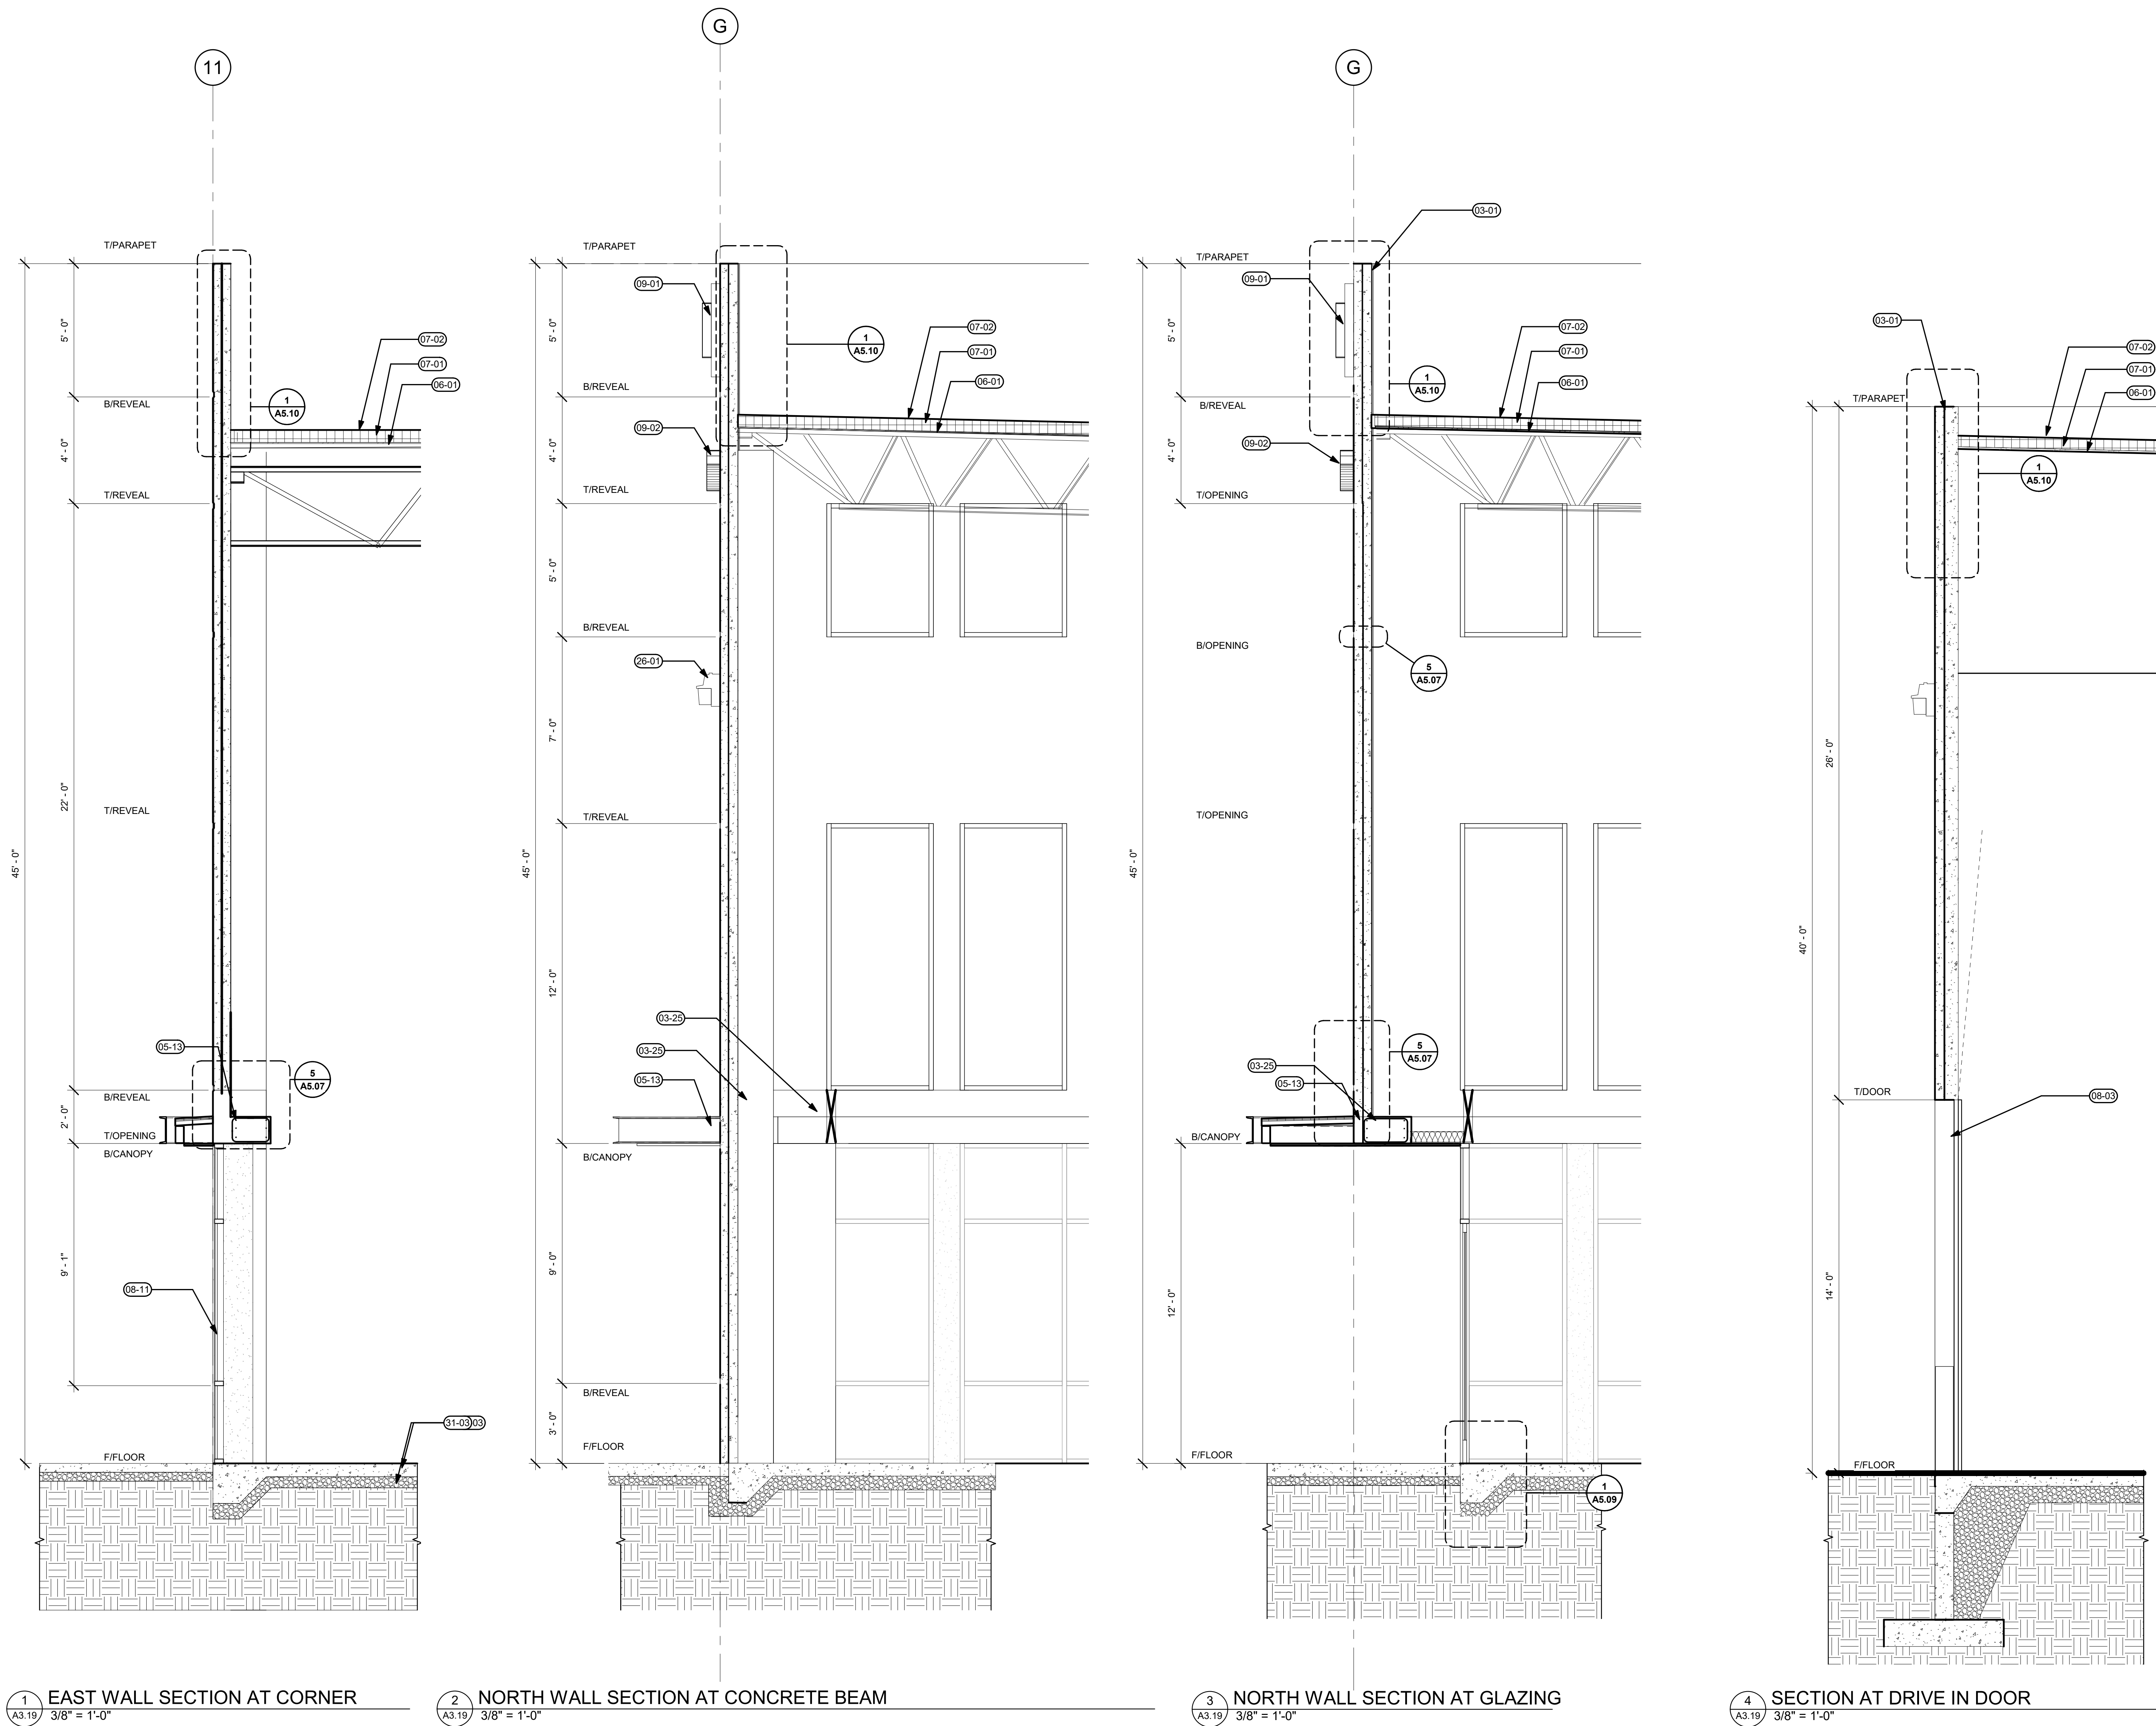 11
T/PARAPET
5' - 0"
07-02
07-01
06-01
1
A5.10
B/REVEAL
4' - 0"
T/REVEAL
22' - 0"
T/REVEAL
45' - 0"
05-13
5
A5.07
B/REVEAL
2' - 0"
T/OPENING
B/CANOPY
9' - 1"
08-11
31-03
03
F/FLOOR
1
A3.19
EAST WALL SECTION AT CORNER
3/8" = 1'-0"
G
T/PARAPET
09-01
5' - 0"
07-02
07-01
06-01
1
A5.10
B/REVEAL
09-02
4' - 0"
T/REVEAL
5' - 0"
B/REVEAL
26-01
7' - 0"
T/REVEAL
45' - 0"
12' - 0"
03-25
03-25
05-13
B/CANOPY
9' - 0"
B/REVEAL
3' - 0"
F/FLOOR
2
A3.19
NORTH WALL SECTION AT CONCRETE BEAM
3/8" = 1'-0"
G
03-01
T/PARAPET
09-01
5' - 0"
07-02
07-01
06-01
1
A5.10
B/REVEAL
09-02
4' - 0"
T/OPENING
B/OPENING
5
A5.07
T/OPENING
45' - 0"
5
A5.07
03-25
05-13
B/CANOPY
12' - 0"
F/FLOOR
1
A5.09
3
A3.19
NORTH WALL SECTION AT GLAZING
3/8" = 1'-0"
03-01
07-02
07-01
06-01
T/PARAPET
1
A5.10
26' - 0"
40' - 0"
T/DOOR
08-03
14' - 0"
F/FLOOR
4
A3.19
SECTION AT DRIVE IN DOOR
3/8" = 1'-0"